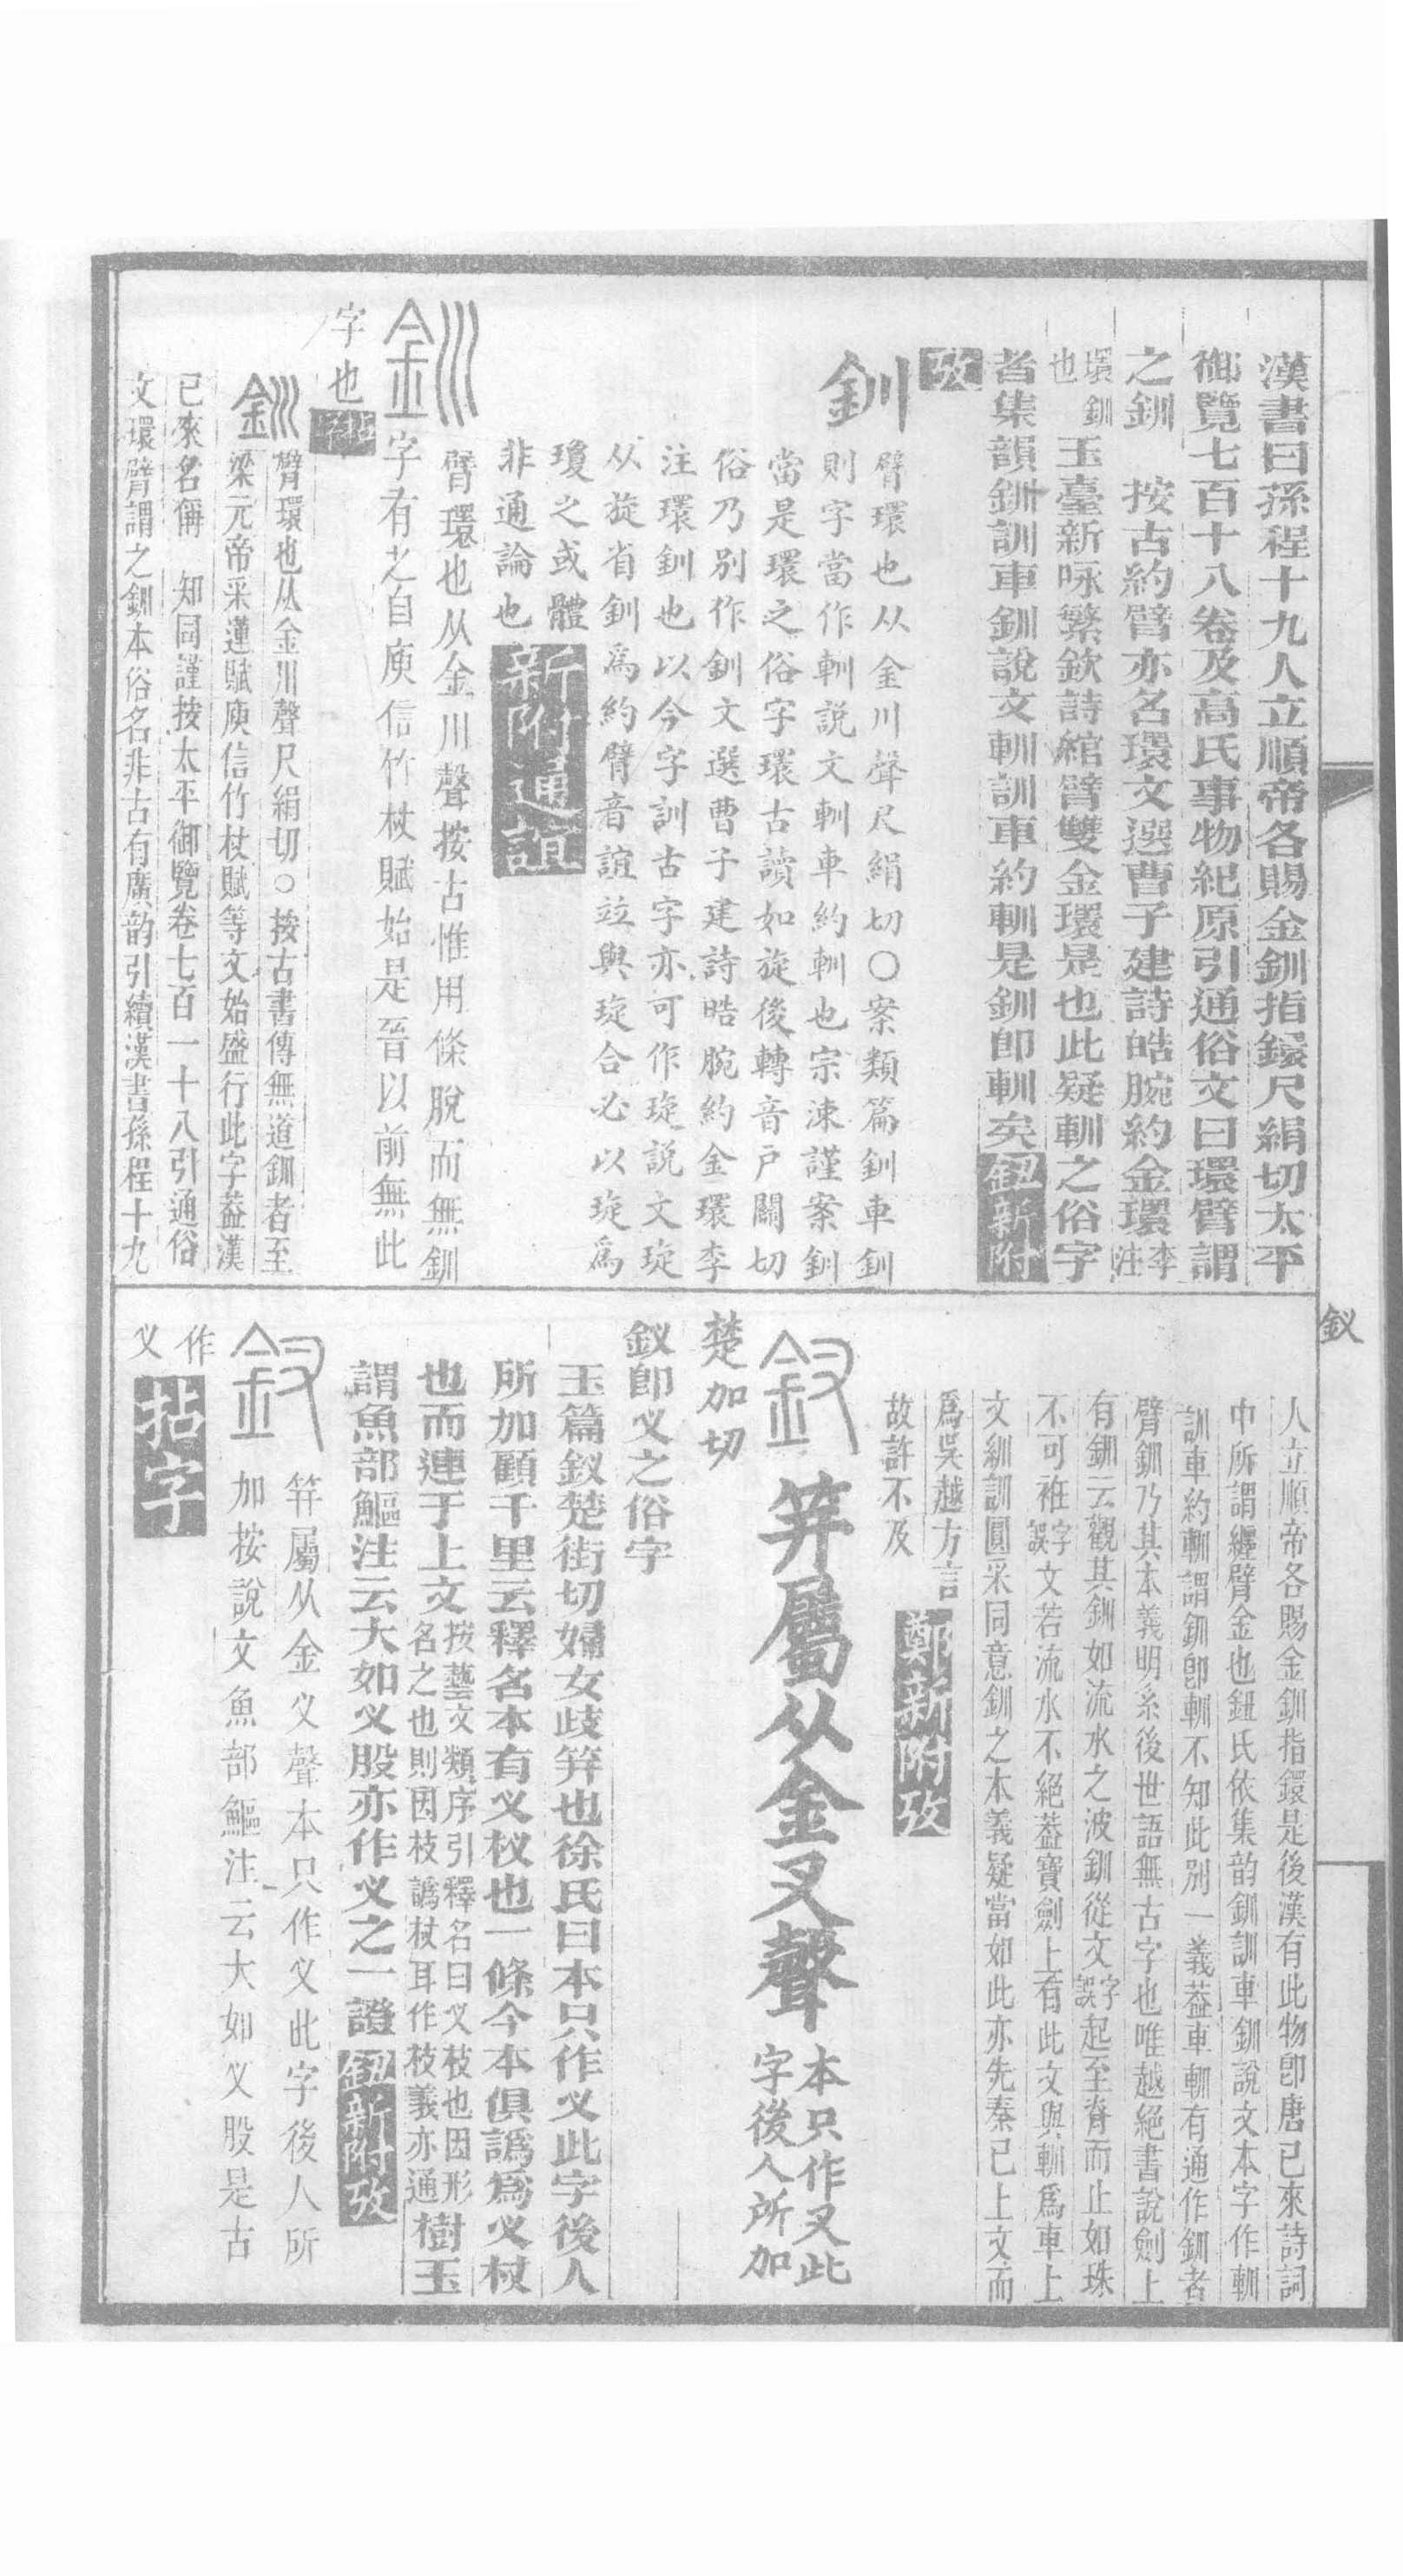 漢書曰孫程十九人立順帝各賜金釧指鐶尺絹切太平
御覽七百十八卷及高氏事物紀原引通俗文曰環臂謂
之釧　按古約臂亦名環文選曹子建詩皓腕約金環李注
環釧也玉臺新咏繁欽詩綰臂雙金環是也此疑軔之俗字
者集韻釧訓車釧說文軔訓車約軔是釧即軔矣鈕新附
攷
釧
臂環也从金川聲尺絹切〇案類篇釧車釧
則字當作軔說文軔車約軔也宗涑謹案釧
當是環之俗字環古讀如旋後轉音戶關切
俗乃別作釧文選曹子建詩皓腕約金環李
注環釧也以今字訓古字亦可作琁說文琁
从旋省釧爲約臂音誼竝與琁合必以琁爲
瓊之或體
非通論也新附通誼
釧
臂環也从金川聲按古惟用條脫而無釧
字有之自庾信竹杖賦始是晉以前無此
字也拈字
釧
臂環也从金川聲尺絹切〇按古書傳無道釧者至
梁元帝采蓮賦庾信竹杖賦等文始盛行此字葢漢
已來名稱　知同謹按太平御覽卷七百一十八引通俗
文環臂謂之釧本俗名非古有廣韵引續漢書孫程十九
釵
人立順帝各賜金釧指鐶是後漢有此物卽唐已來詩詞
中所謂纏臂金也鈕氏依集韵釧訓車釧說文本字作軔
訓車約軔謂釧卽軔不知此別一義葢車軔有通作釧者
臂釧乃其本義明系後世語無古字也唯越絕書說劍上
有釧云觀其釧如流水之波釧從文字誤起至脊而止如珠
不可袵字誤文若流水不絕葢寶劍上有此文與軔爲車上
文紃訓圓采同意釧之本義疑當如此亦先秦已上文而
爲吳越方言
故許不及鄭新附攷
釵
笄屬从金叉聲本只作叉此字後人所加
楚加切
釵即叉之俗字
玉篇釵楚街切婦女歧笄也徐氏曰本只作叉此字後人
所加顧千里云釋名本有叉杈也一條今本俱譌爲叉杖
也而連于上文按藝文類序引釋名曰叉枝也因形名之也則因枝譌杖耳作枝義亦通樹玉
謂魚部鰸注云大如叉股亦作叉之一證鈕新附攷
釵
笄屬从金叉聲本只作叉此字後人所
加按說文魚部鰸注云大如叉股是古
作叉拈字